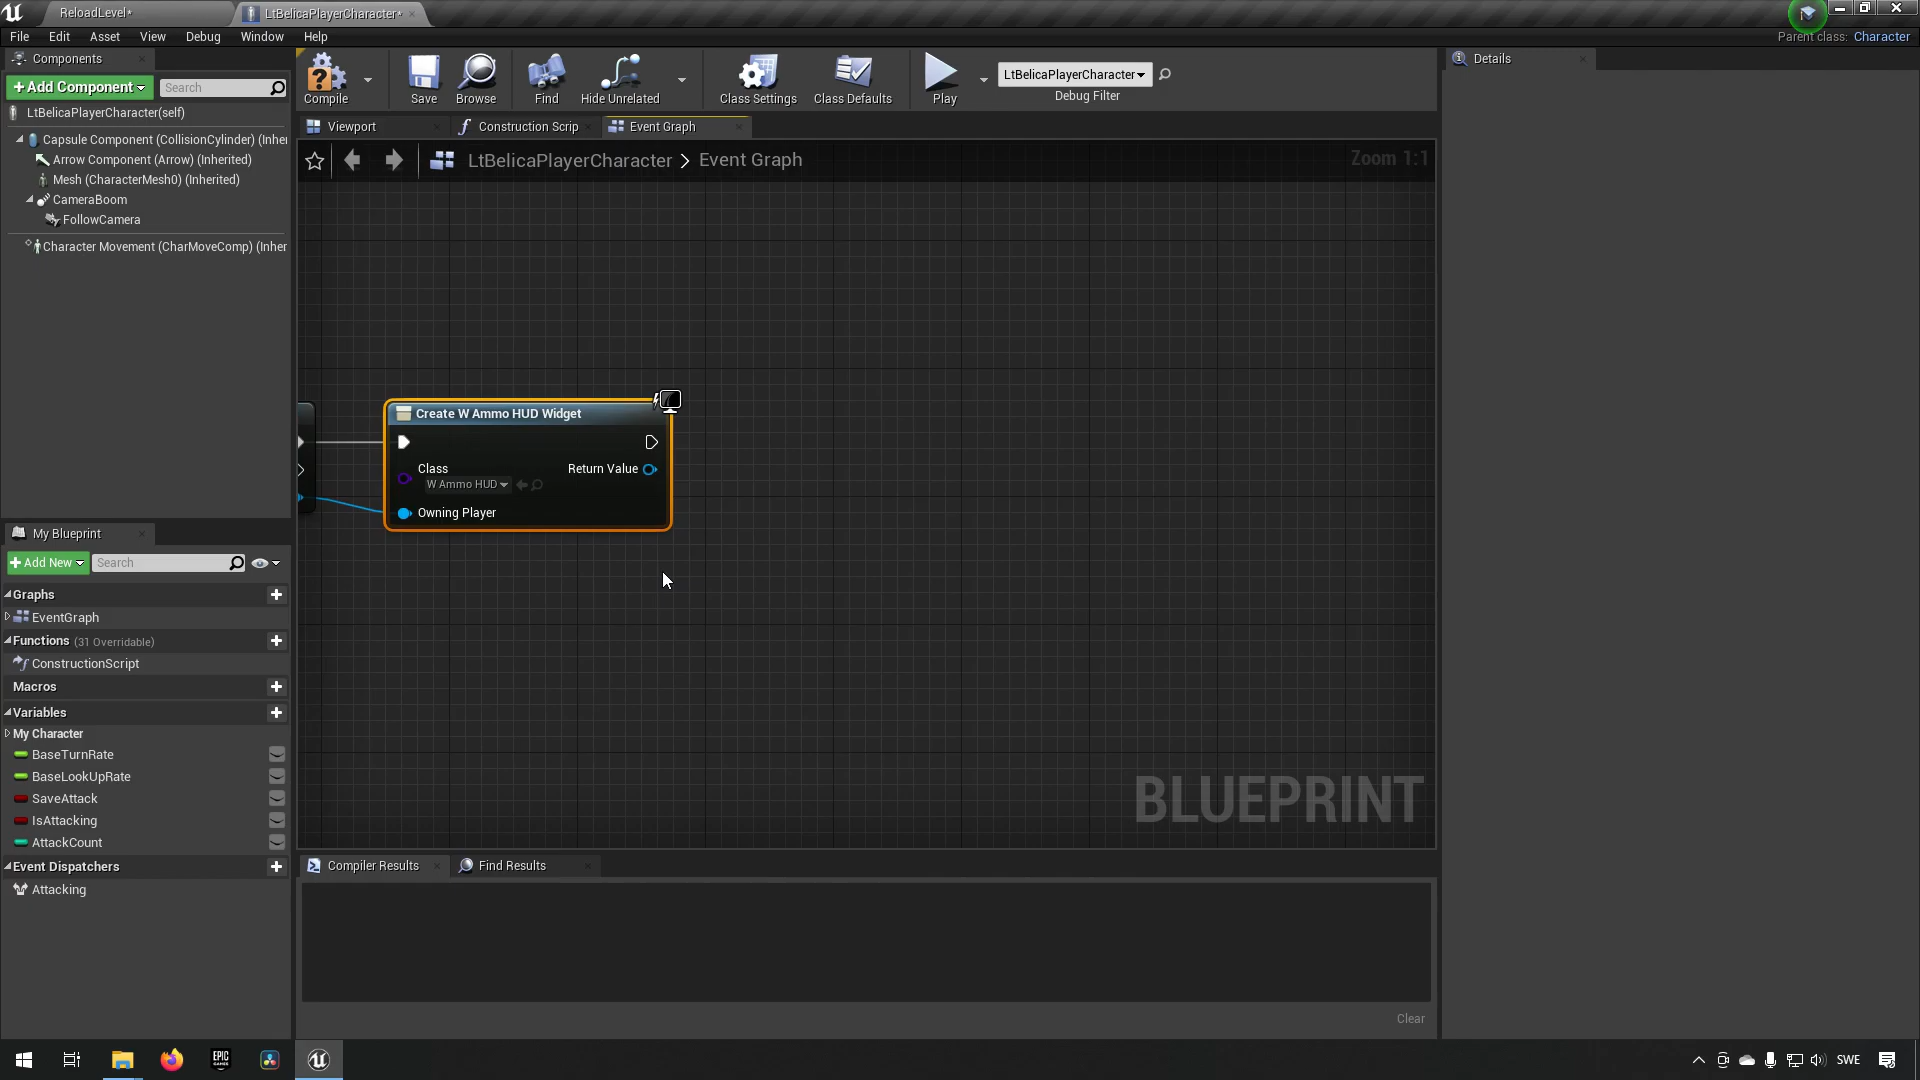 ReloadLevel*
LtBelicaPlayerCharacter*
File
Edit
Asset
View
Debug
Window
Help
Parent class: Character
Components
+Add Component
Search
LtBelicaPlayerCharacter(self)
Capsule Component (CollisionCylinder) (Inher
Arrow Component (Arrow) (Inherited)
Mesh (CharacterMesh0) (Inherited)
CameraBoom
FollowCamera
Character Movement (CharMoveComp) (Inher
Compile
Save
Browse
Find
Hide Unrelated
Class Settings
Class Defaults
Play
LtBelicaPlayerCharacter
Debug Filter
Details
Viewport
Construction Scrip
Event Graph
LtBelicaPlayerCharacter > Event Graph
Zoom 1:1
Create W Ammo HUD Widget
Class
W Ammo HUD
Return Value
Owning Player
BLUEPRINT
My Blueprint
+Add New
Search
Graphs
EventGraph
Functions (31 Overridable)
ConstructionScript
Macros
Variables
My Character
BaseTurnRate
BaseLookUpRate
SaveAttack
IsAttacking
AttackCount
Event Dispatchers
Attacking
Compiler Results
Find Results
Clear
EPIC
GAMES
SWE